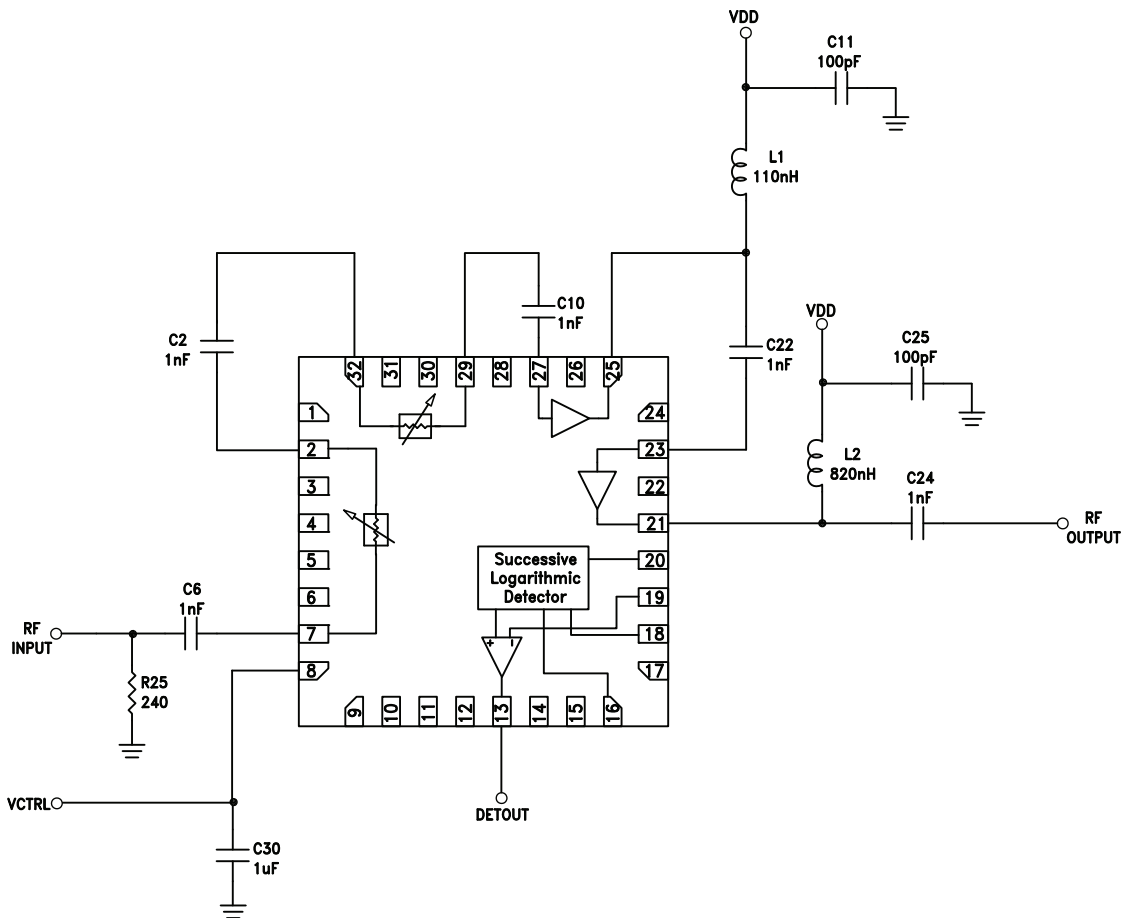 VDD
C11
100pF
L1
110nH
C10
1nF
C2
1nF
C22
1nF
VDD
C25
100pF
L2
820nH
C24
1nF
RF
OUTPUT
32
31
30
29
28
27
26
25
1
2
3
4
5
6
7
8
24
23
22
21
20
19
18
17
Successive
Logarithmic
Detector
+
-
9
10
11
12
13
14
15
16
C6
1nF
RF
INPUT
R25
240
VCTRL
C30
1uF
DETOUT